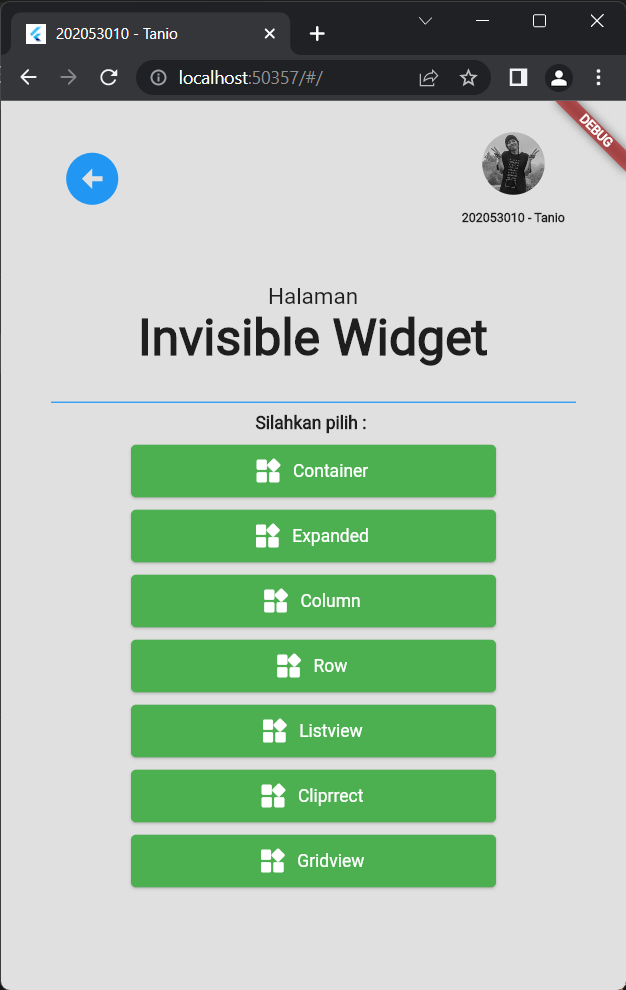 202053010 - Tanio
localhost:50357/#/
DEBUG
202053010 - Tanio
Halaman
Invisible Widget
Silahkan pilih :
Container
Expanded
Column
Row
Listview
Cliprrect
Gridview